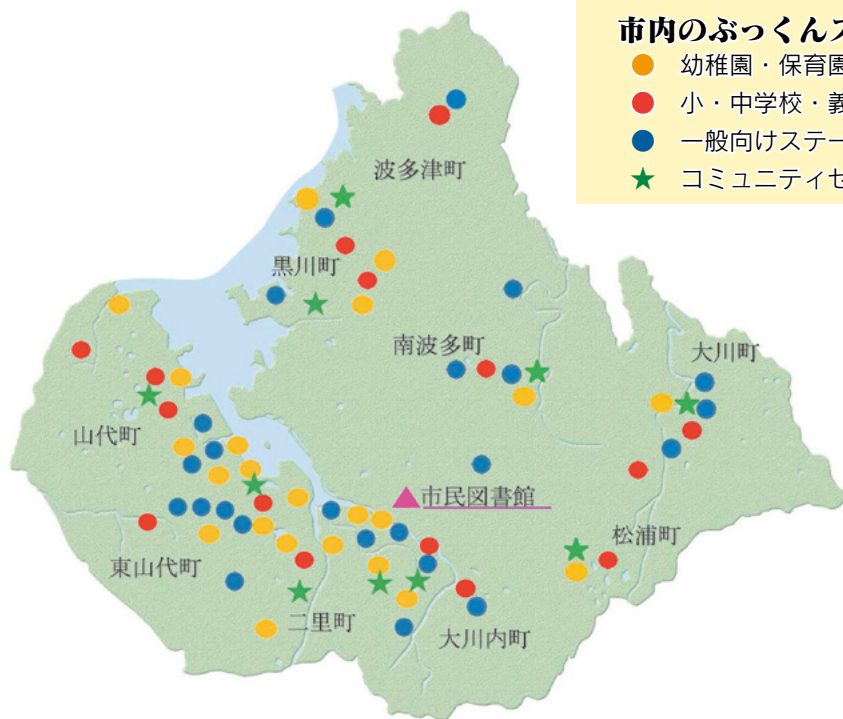 市内のぶっくんス
幼稚園・保育園
小・中学校・義
一般向けステー
コミュニティセ
波多津町
黒川町
南波多町
大川町
山代町
市民図書館
松浦町
東山代町
二里町
大川内町